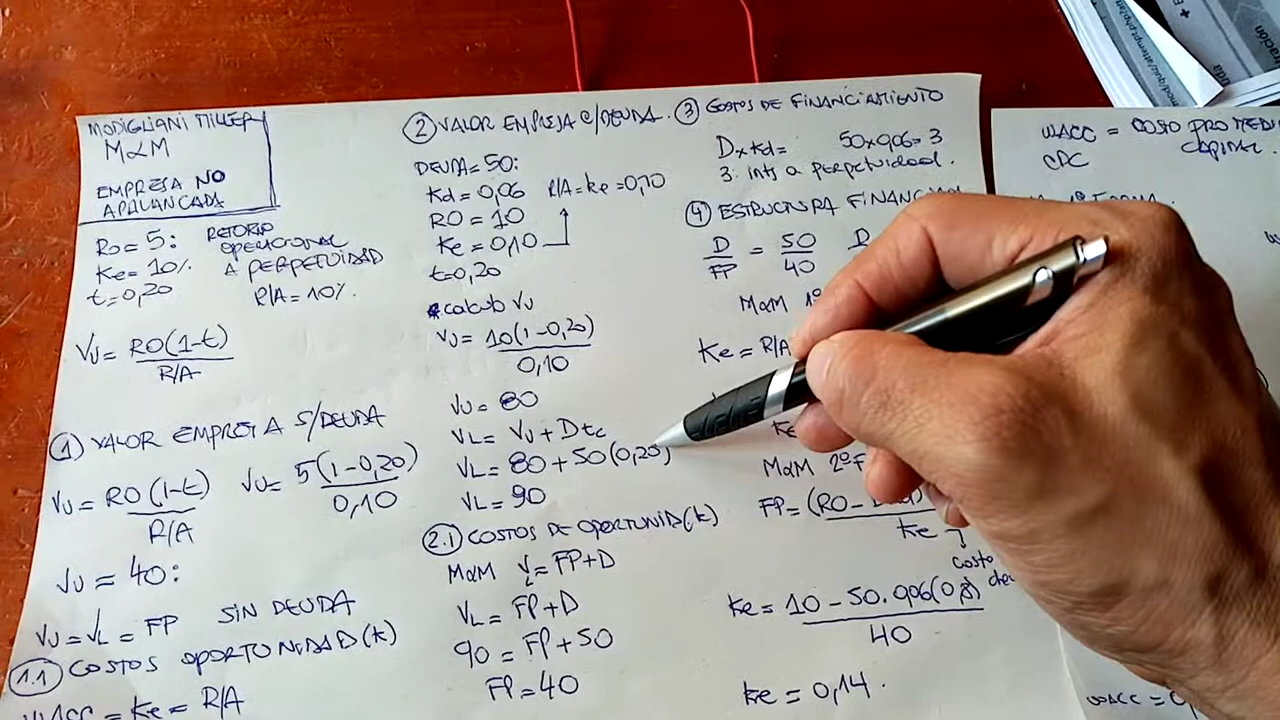 MODIGLIANI MILLER
M&M
EMPRESA NO
APALANCADA
RO = 5: RETORNO
OPERACIONAL
A PERPETUIDAD
Ke = 10%
t = 0,20
R/A = 10%.
VU = RO(1-t)
R/A
1 VALOR EMPRESA S/DEUDA
VU = RO(1-t)
R/A
VU = 5(1-0,20)
0,10
VU = 40:
VU = VL = FP SIN DEUDA
1.1 COSTOS OPORTUNIDAD(k)
WACC = Ke = R/A
2 VALOR EMPRESA C/DEUDA.
DEUDA = 50:
Kd = 0,06 R/A = ke = 0,10
RO = 10
Ke = 0,10
t = 0,20
*calculo VU
VU = 10(1-0,20)
0,10
VU = 80
VL = VU + Dtc
VL = 80 + 50(0,20)
VL = 90
2.1 COSTOS DE OPORTUNID(k)
M&M VL = FP+D
VL = FP+D
90 = FP+50
FP = 40
3 COSTOS DE FINANCIAMIENTO
D x Kd = 50x0,06 = 3
3: ints a perpetuidad.
4 ESTRUCTURA
D
FP
= 50
40
D
M&M 1º
Ke = R/A
Ke
M&M 2º F
FP = (RO -
Ke
costo
Ke = 10 - 50.0,06(0,8)
40
Ke = 0,14.
WACC = COSTO PROMEDIO
CPC
WACC = 0,